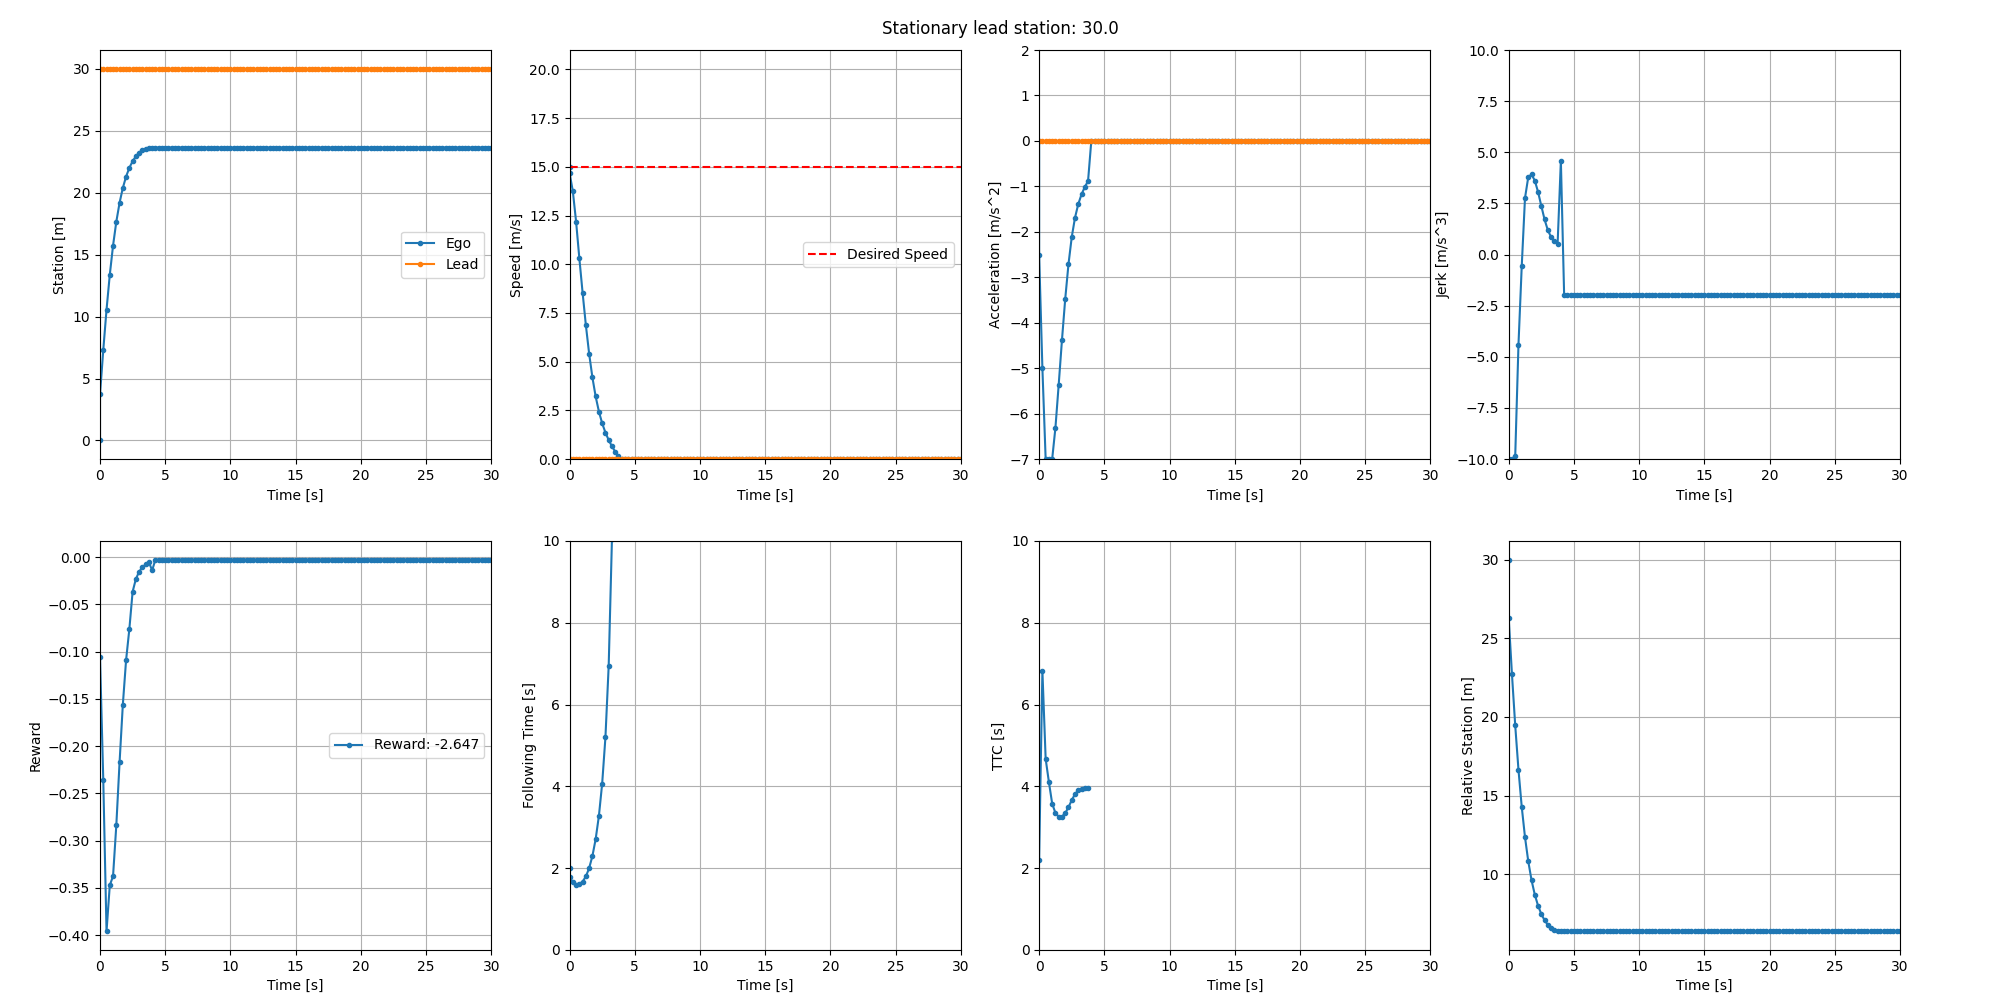 Stationary lead station: 30.0
Station [m]
30
25
20
15
10
5
0
Ego
Lead
0 5 10 15 20 25 30
Time [s]
Speed [m/s]
20.0
17.5
15.0
12.5
10.0
7.5
5.0
2.5
0.0
Desired Speed
0 5 10 15 20 25 30
Time [s]
Acceleration [m/s^2]
2
1
0
−1
−2
−3
−4
−5
−6
−7
0 5 10 15 20 25 30
Time [s]
Jerk [m/s^3]
10.0
7.5
5.0
2.5
0.0
−2.5
−5.0
−7.5
−10.0
0 5 10 15 20 25 30
Time [s]
Reward
0.00
−0.05
−0.10
−0.15
−0.20
−0.25
−0.30
−0.35
−0.40
Reward: -2.647
0 5 10 15 20 25 30
Time [s]
Following Time [s]
10
8
6
4
2
0
0 5 10 15 20 25 30
Time [s]
TTC [s]
10
8
6
4
2
0
0 5 10 15 20 25 30
Time [s]
Relative Station [m]
30
25
20
15
10
0 5 10 15 20 25 30
Time [s]